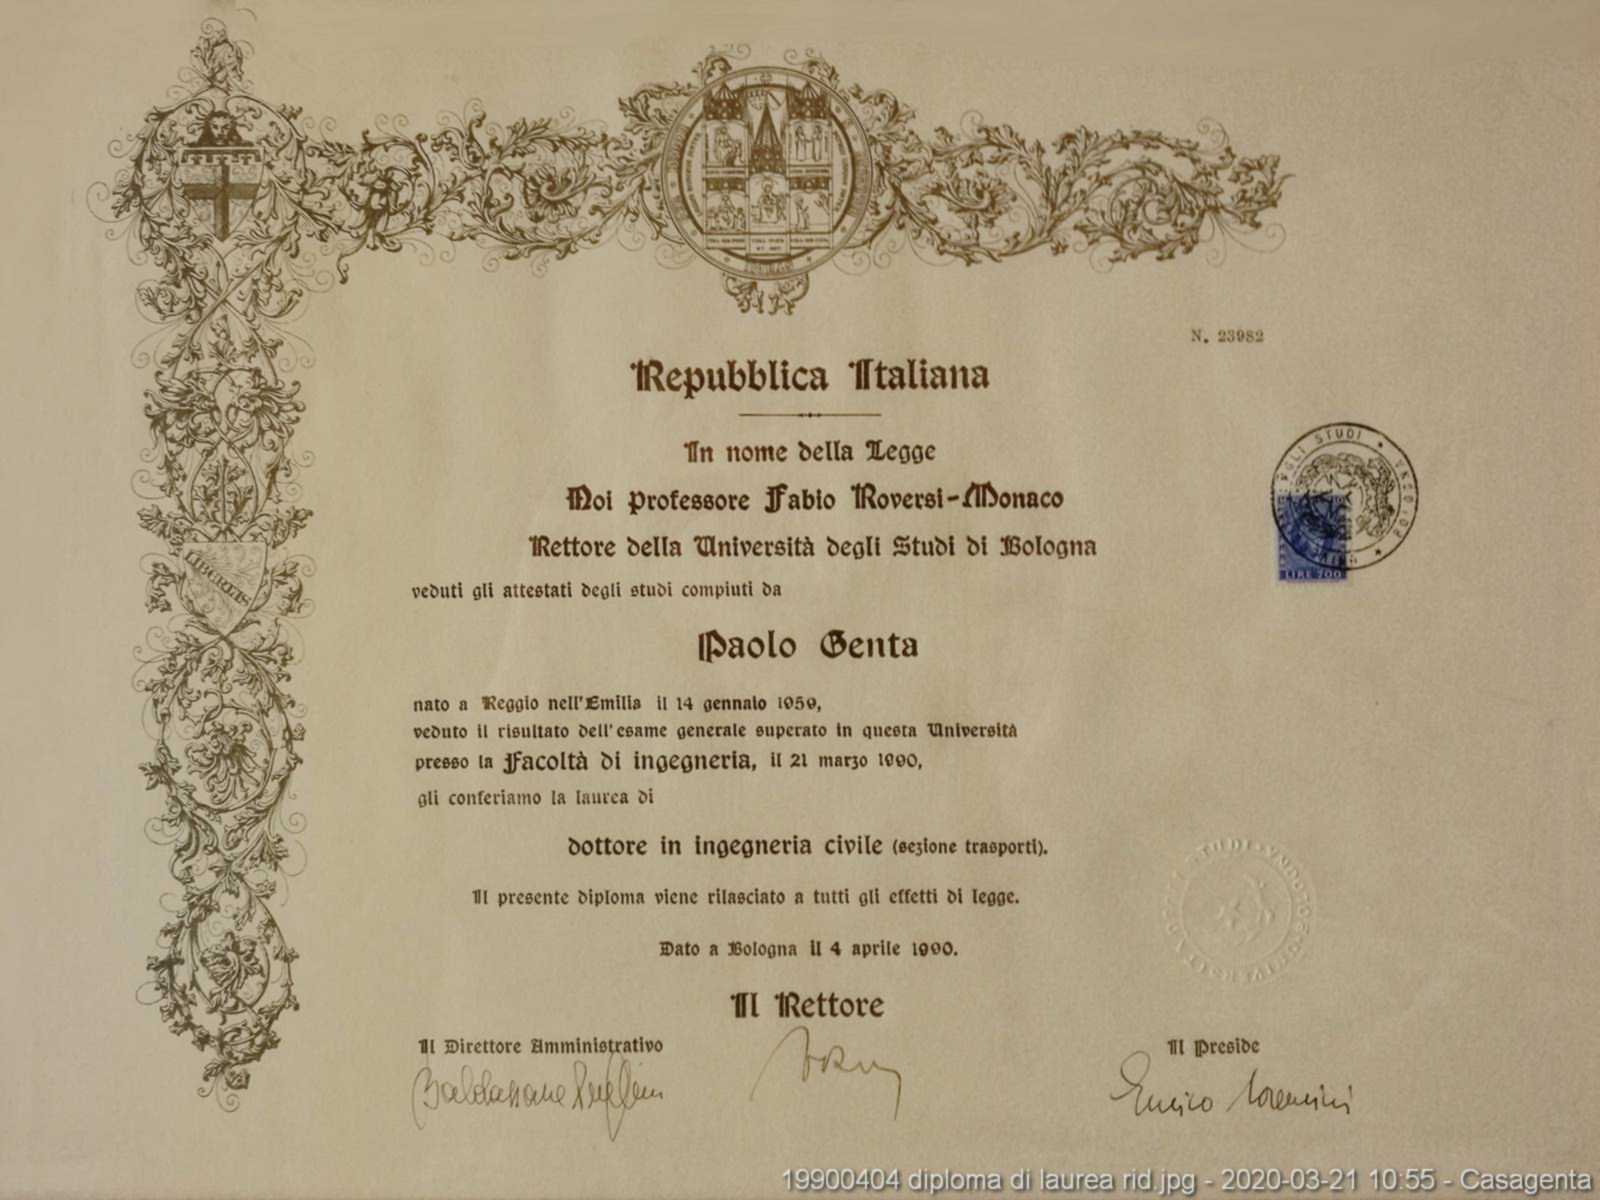 N. 23982
Repubblica Italiana
In nome della Legge
Noi Professore Fabio Roversi-Monaco
Rettore della Università degli Studi di Bologna
veduti gli attestati degli studi compiuti da
Paolo Genta
nato a Reggio nell'Emilia il 14 gennaio 1959,
veduto il risultato dell'esame generale superato in questa Università
presso la Facoltà di ingegneria, il 21 marzo 1990,
gli conferiamo la laurea di
dottore in ingegneria civile (sezione trasporti).
Il presente diploma viene rilasciato a tutti gli effetti di legge.
Dato a Bologna il 4 aprile 1990.
Il Rettore
Il Direttore Amministrativo
Il Preside
Enrico Lorenzini
LIBERTAS
STUDI
LIRE 700
19900404 diploma di laurea rid.jpg - 2020-03-21 10:55 - Casagenta